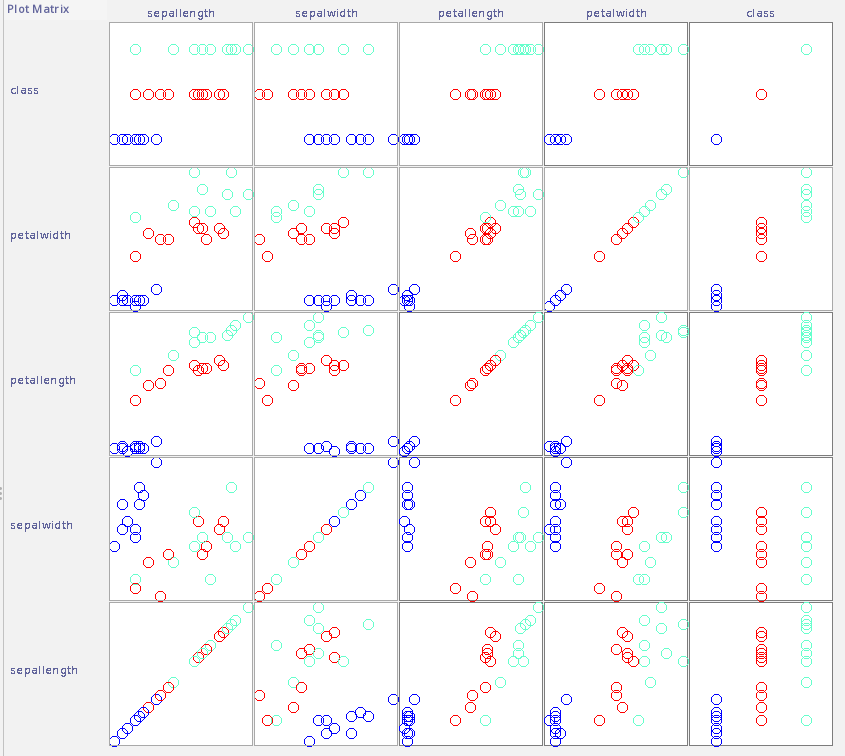 Plot Matrix
sepallength sepalwidth petallength petalwidth class
class
petalwidth
petallength
sepalwidth
sepallength